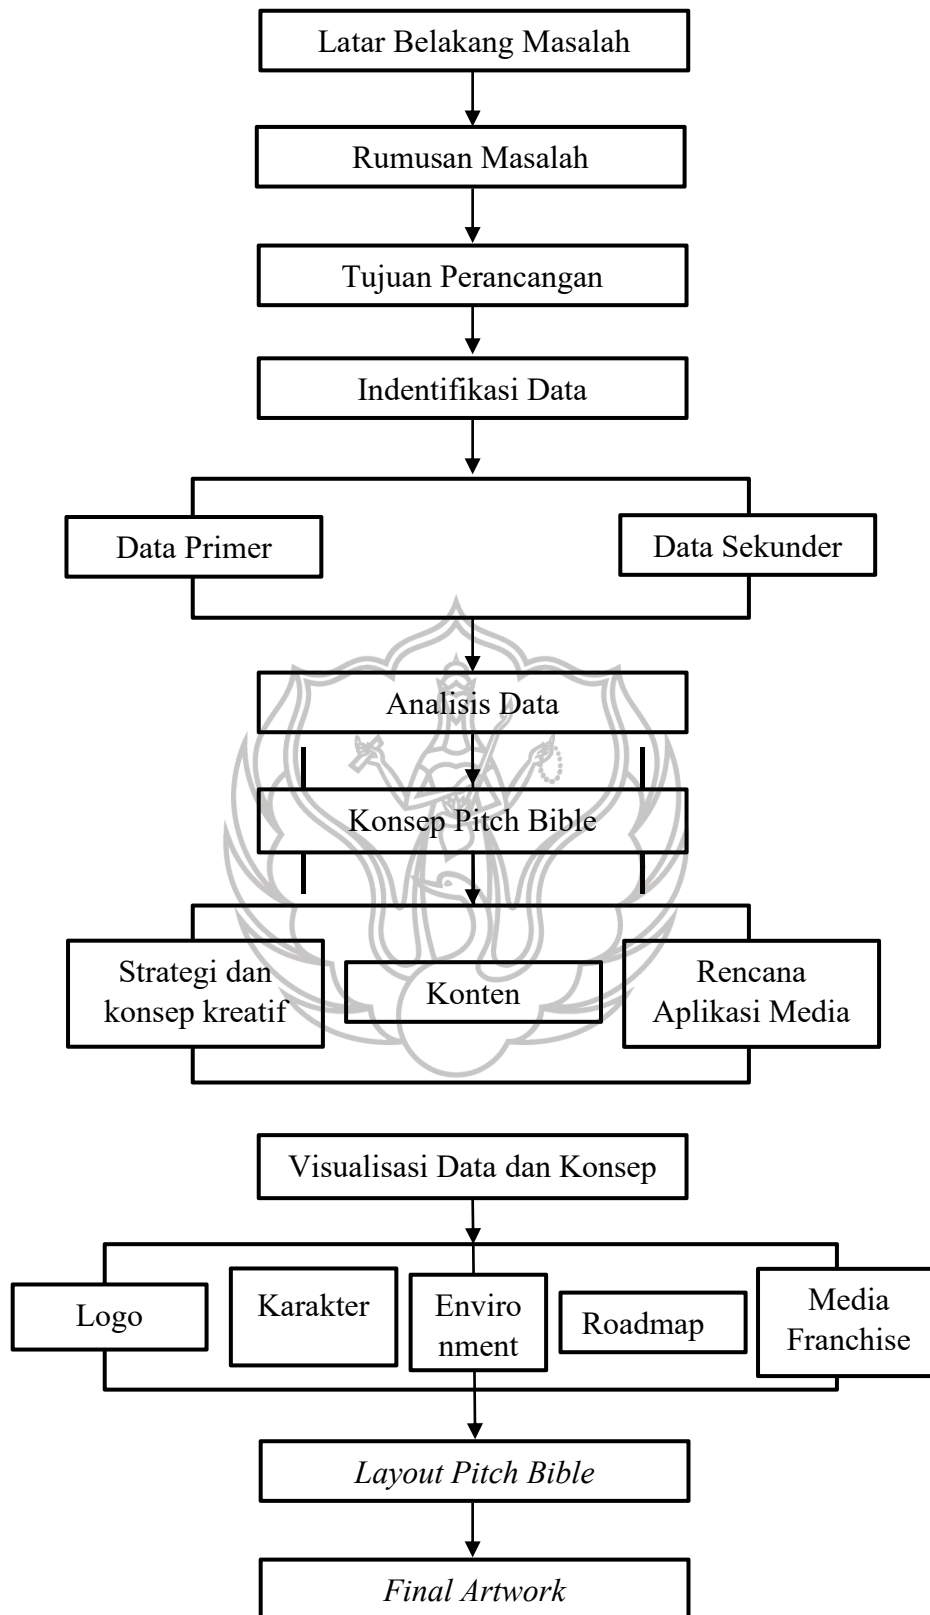 Latar Belakang Masalah
Rumusan Masalah
Tujuan Perancangan
Indentifikasi Data
Data Primer
Data Sekunder
Analisis Data
Konsep Pitch Bible
Strategi dan
konsep kreatif
Konten
Rencana
Aplikasi Media
Visualisasi Data dan Konsep
Logo
Karakter
Enviro
nment
Roadmap
Media
Franchise
Layout Pitch Bible
Final Artwork